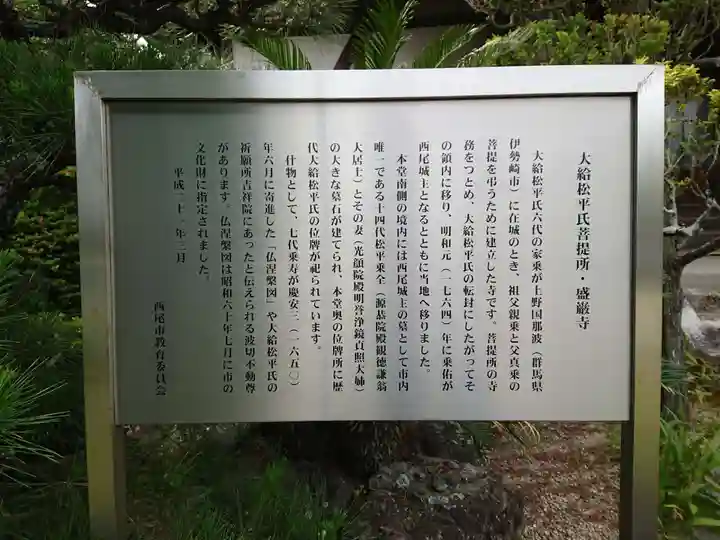 大給松平氏菩提所・盛巌寺
大給松平氏六代の家乗が上野国那波（群馬県
伊勢崎市）に在城のとき、祖父親乗と父真乗の
菩提を弔うために建立した寺です。菩提所の寺
務をつとめ、大給松平氏の転封にしたがってそ
の領内に移り、明和元（一七六四）年に乗佑が
西尾城主となるとともに当地へ移りました。
本堂南側の境内には西尾城主の墓として市内
唯一である十四代松平乗全（源恭院殿観徳謙翁
大居士）とその妻（光顔院殿明誉浄鏡貞照大姉）
の大きな墓石が建てられ、本堂奥の位牌所に歴
代大給松平氏の位牌が祀られています。
什物として、七代乗寿が慶安三（一六五〇）
年六月に寄進した「仏涅槃図」や大給松平氏の
祈願所吉祥院にあったと伝えられる波切不動尊
があります。仏涅槃図は昭和六十年七月に市の
文化財に指定されました。
平成二十一年三月
西尾市教育委員会